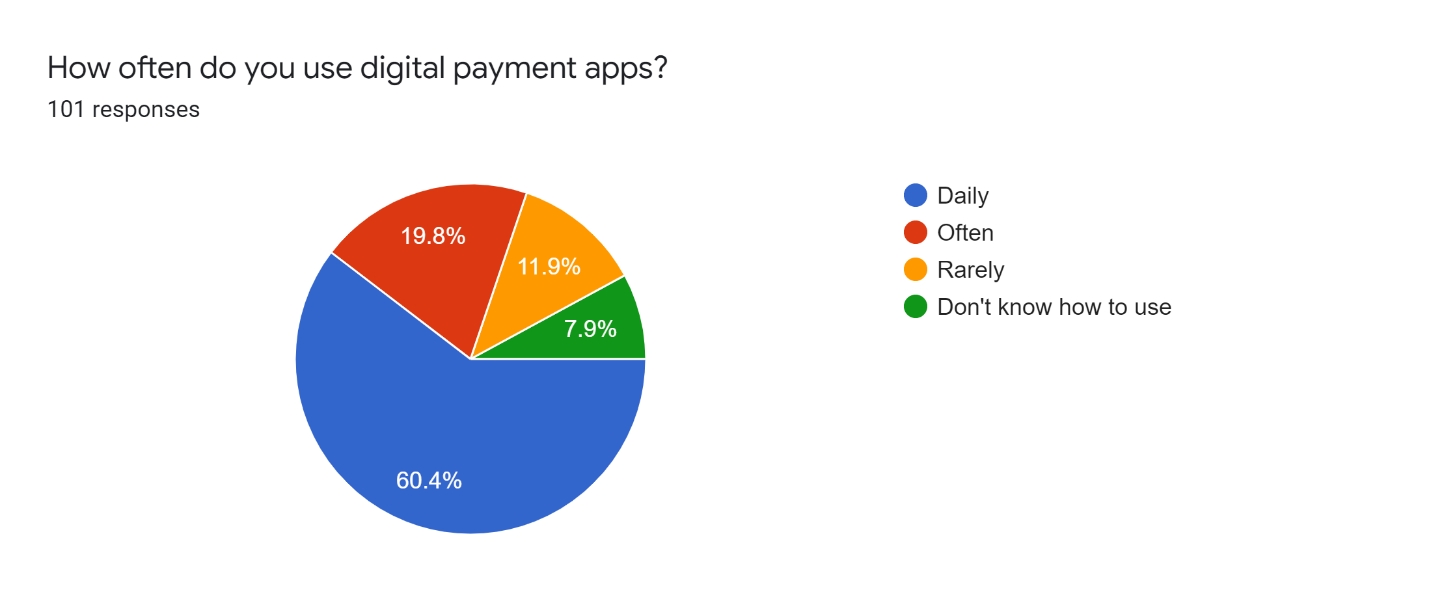 How often do you use digital payment apps?
101 responses
19.8%
11.9%
7.9%
60.4%
Daily
Often
Rarely
Don't know how to use